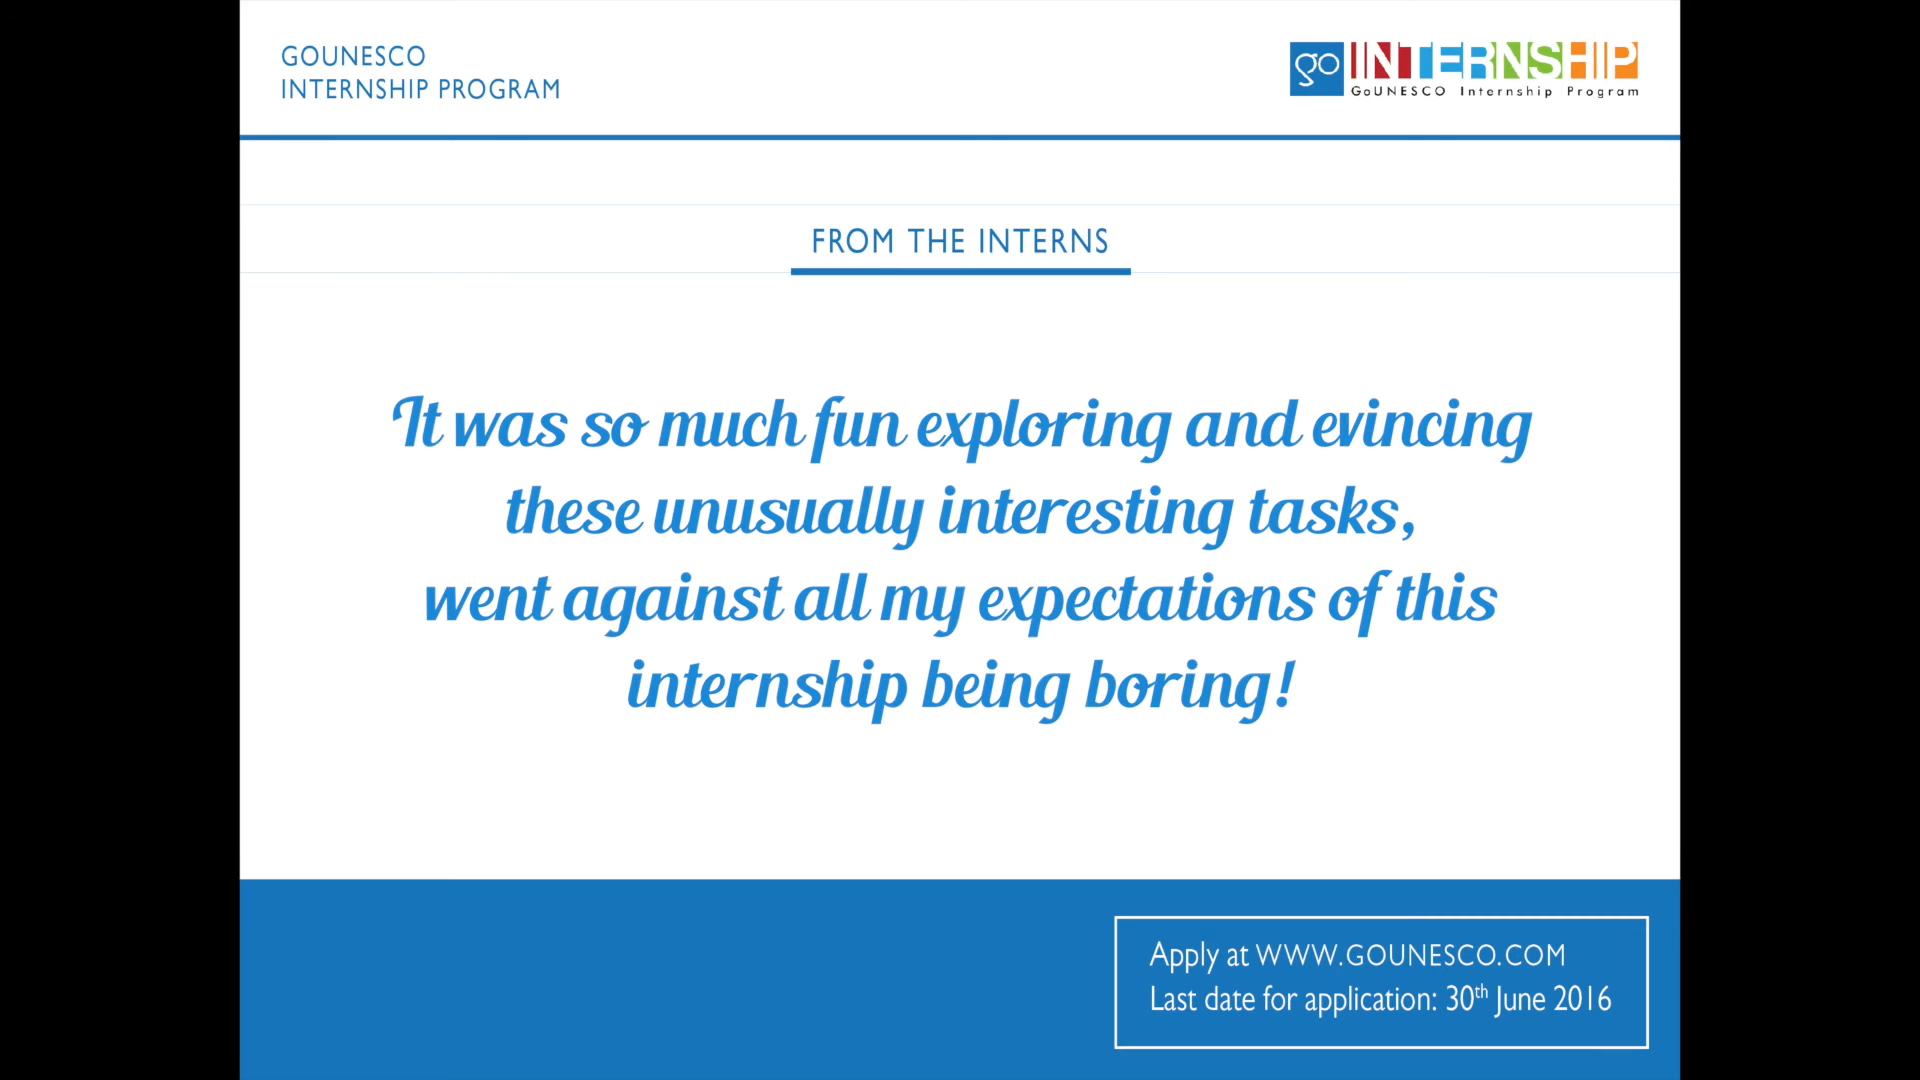 GOUNESCO
INTERNSHIP PROGRAM
go INTERNSHIP
GoUNESCO Internship Program
FROM THE INTERNS
It was so much fun exploring and evincing
these unusually interesting tasks,
went against all my expectations of this
internship being boring!
Apply at WWW.GOUNESCO.COM
Last date for application: 30th June 2016